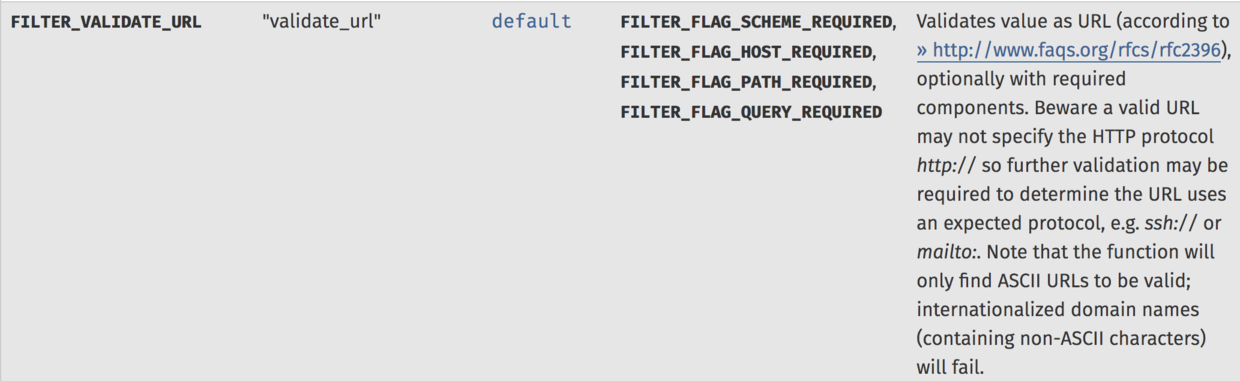 FILTER_VALIDATE_URL "validate_url" default FILTER_FLAG_SCHEME_REQUIRED, Validates value as URL (according to
FILTER_FLAG_HOST_REQUIRED, » http://www.faqs.org/rfcs/rfc2396),
FILTER_FLAG_PATH_REQUIRED, optionally with required
FILTER_FLAG_QUERY_REQUIRED components. Beware a valid URL
may not specify the HTTP protocol
http:// so further validation may be
required to determine the URL uses
an expected protocol, e.g. ssh:// or
mailto:. Note that the function will
only find ASCII URLs to be valid;
internationalized domain names
(containing non-ASCII characters)
will fail.